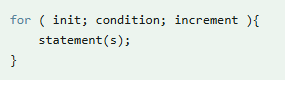 for ( init; condition; increment ){
    statement(s);
}